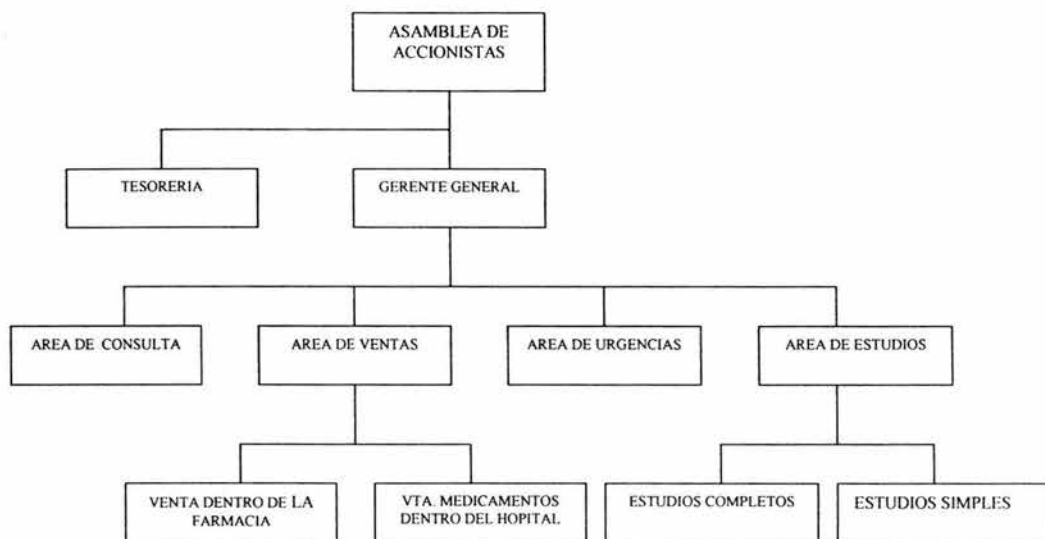 ASAMBLEA DE
ACCIONISTAS
TESORERIA
GERENTE GENERAL
AREA DE CONSULTA
AREA DE VENTAS
AREA DE URGENCIAS
AREA DE ESTUDIOS
VENTA DENTRO DE LA
FARMACIA
VTA. MEDICAMENTOS
DENTRO DEL HOPITAL
ESTUDIOS COMPLETOS
ESTUDIOS SIMPLES